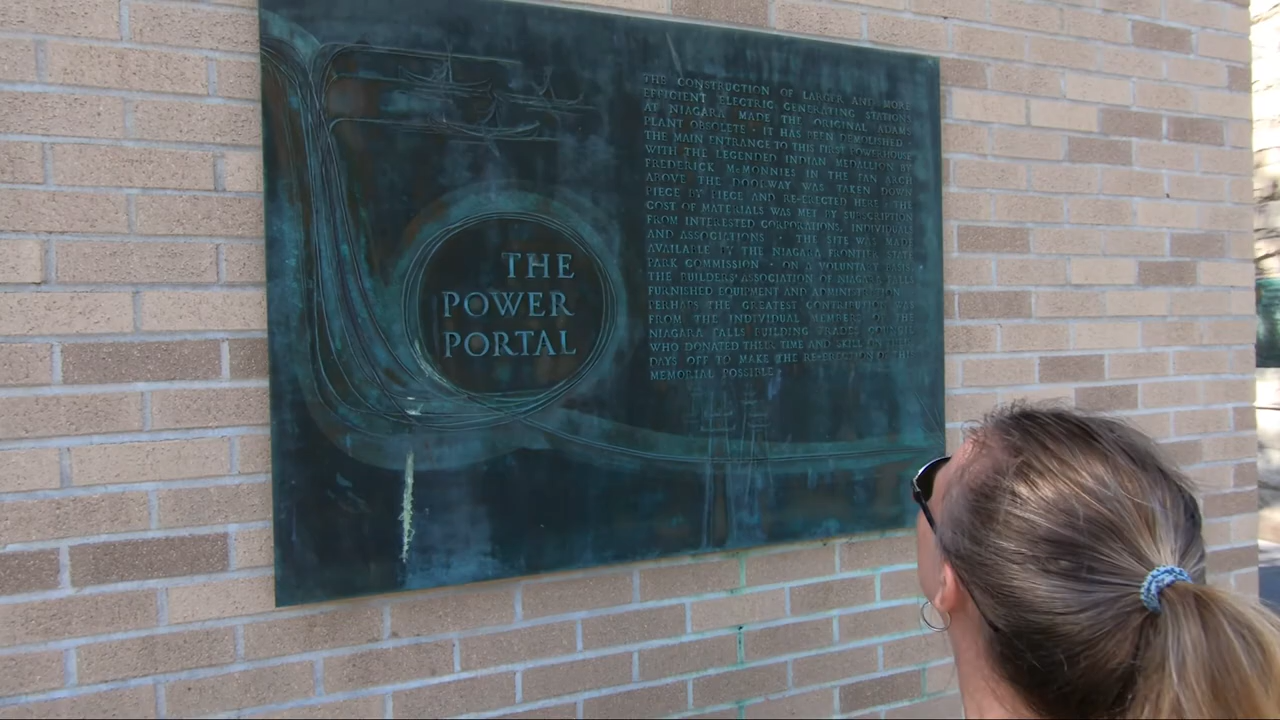 THE
POWER
PORTAL
THE CONSTRUCTION OF LARGER AND MORE
EFFICIENT ELECTRIC GENERATING STATIONS
AT NIAGARA MADE THE ORIGINAL ADAMS
PLANT OBSOLETE · IT HAS BEEN DEMOLISHED ·
THE MAIN ENTRANCE TO THIS FIRST POWERHOUSE
WITH THE LEGENDED INDIAN MEDALLION BY
FREDERICK McMONNIES IN THE FAN ARCH
ABOVE THE DOORWAY WAS TAKEN DOWN
PIECE BY PIECE AND RE-ERECTED HERE · THE
COST OF MATERIALS WAS MET BY SUBSCRIPTION
FROM INTERESTED CORPORATIONS, INDIVIDUALS
AND ASSOCIATIONS · THE SITE WAS MADE
AVAILABLE BY THE NIAGARA FRONTIER STATE
PARK COMMISSION · ON A VOLUNTARY BASIS
THE BUILDERS' ASSOCIATION OF NIAGARA FALLS
FURNISHED EQUIPMENT AND ADMINISTRATION
PERHAPS THE GREATEST CONTRIBUTION WAS
FROM THE INDIVIDUAL MEMBERS OF THE
NIAGARA FALLS BUILDING TRADES COUNCIL
WHO DONATED THEIR TIME AND SKILL ON THEIR
DAYS OFF TO MAKE THE RE-ERECTION OF THIS
MEMORIAL POSSIBLE